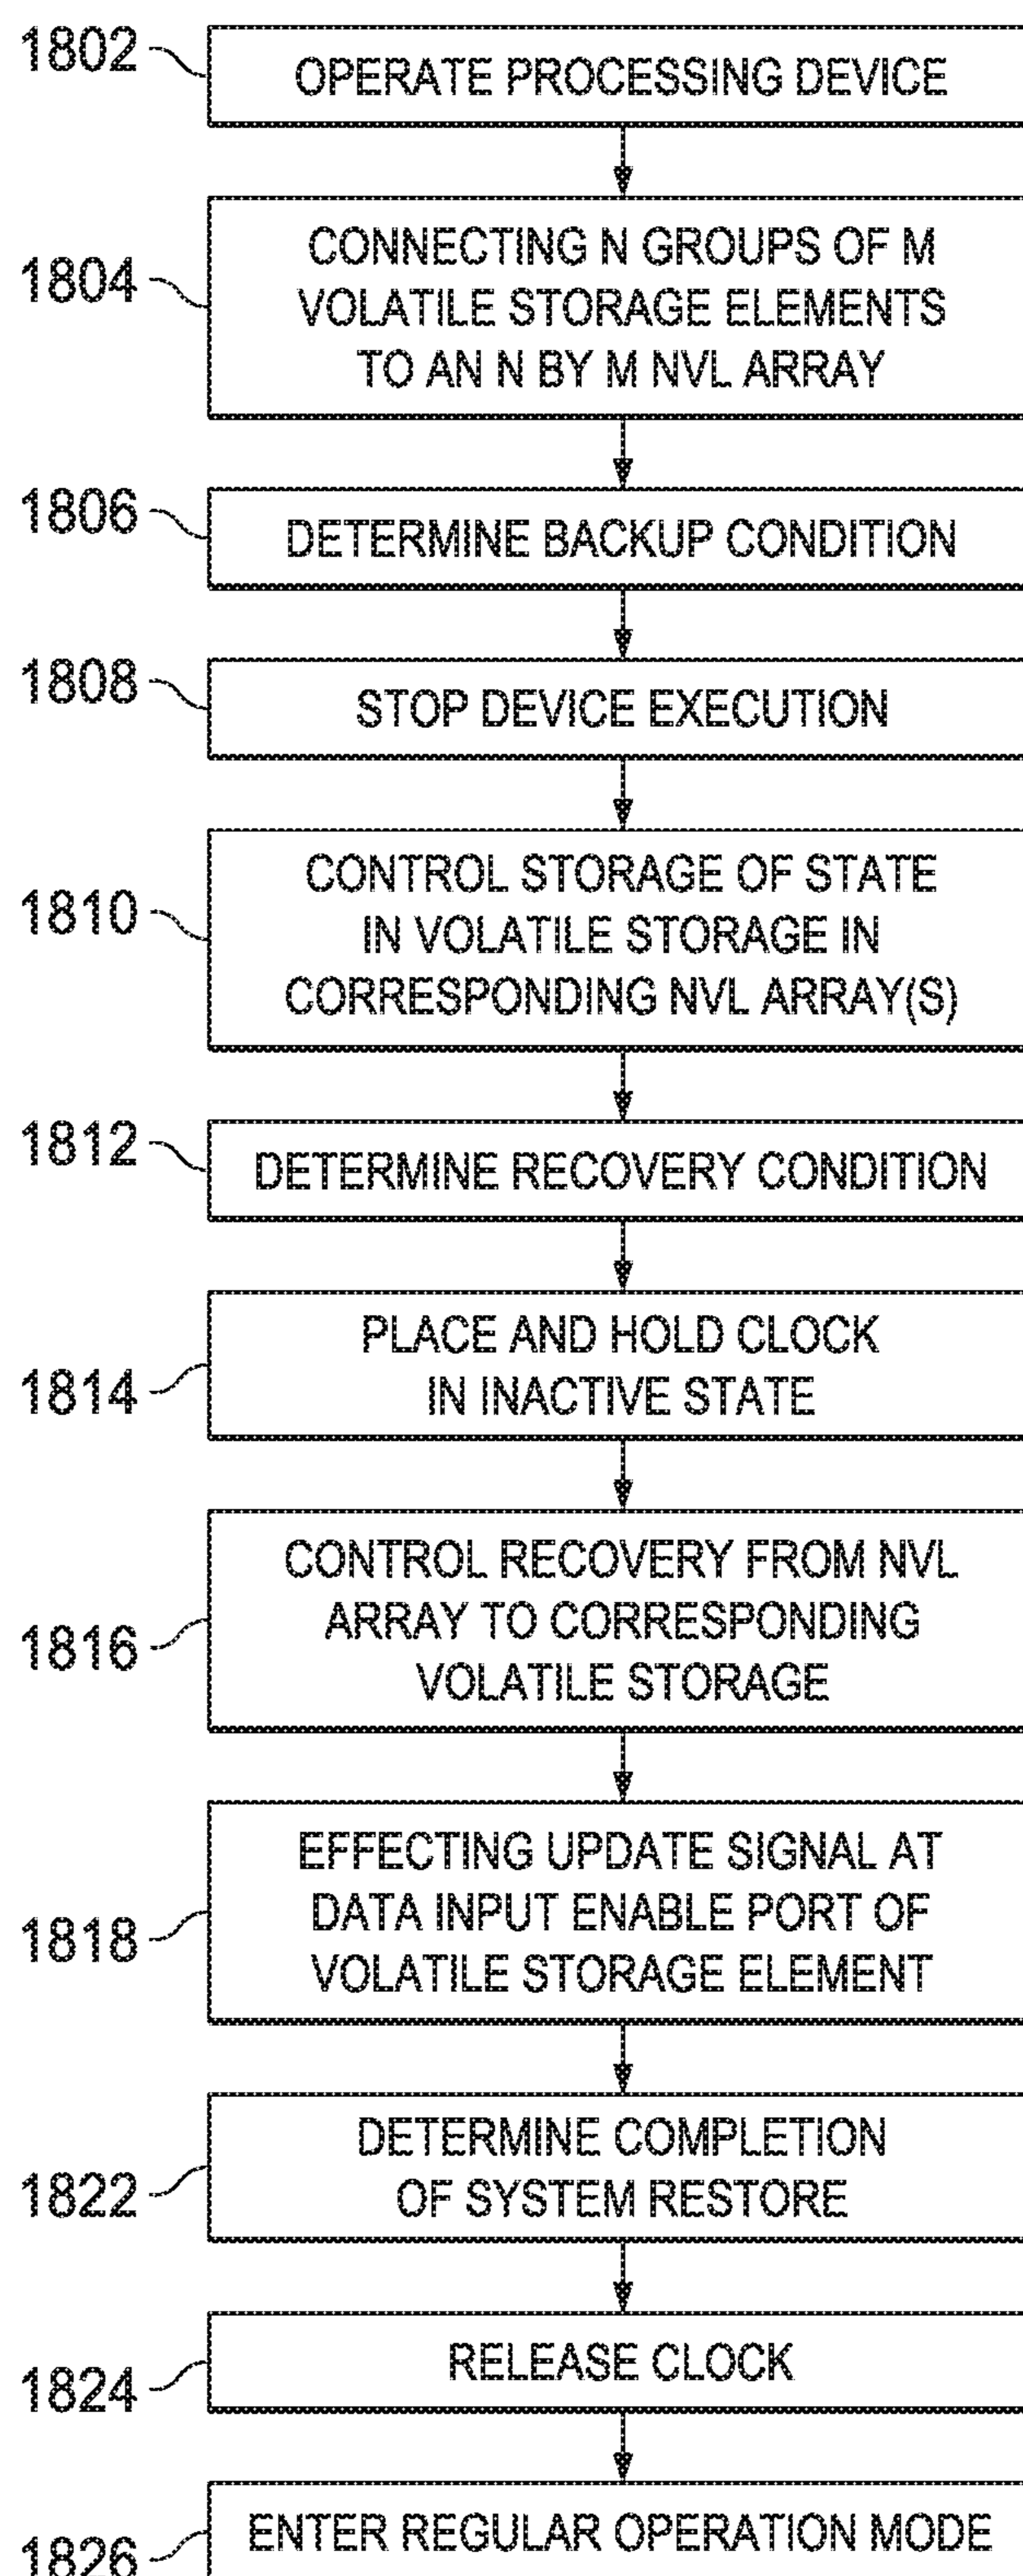 1802
OPERATE PROCESSING DEVICE
1804
CONNECTING N GROUPS OF M
VOLATILE STORAGE ELEMENTS
TO AN N BY M NVL ARRAY
1806
DETERMINE BACKUP CONDITION
1808
STOP DEVICE EXECUTION
1810
CONTROL STORAGE OF STATE
IN VOLATILE STORAGE IN
CORRESPONDING NVL ARRAY(S)
1812
DETERMINE RECOVERY CONDITION
1814
PLACE AND HOLD CLOCK
IN INACTIVE STATE
1816
CONTROL RECOVERY FROM NVL
ARRAY TO CORRESPONDING
VOLATILE STORAGE
1818
EFFECTING UPDATE SIGNAL AT
DATA INPUT ENABLE PORT OF
VOLATILE STORAGE ELEMENT
1822
DETERMINE COMPLETION
OF SYSTEM RESTORE
1824
RELEASE CLOCK
1826
ENTER REGULAR OPERATION MODE